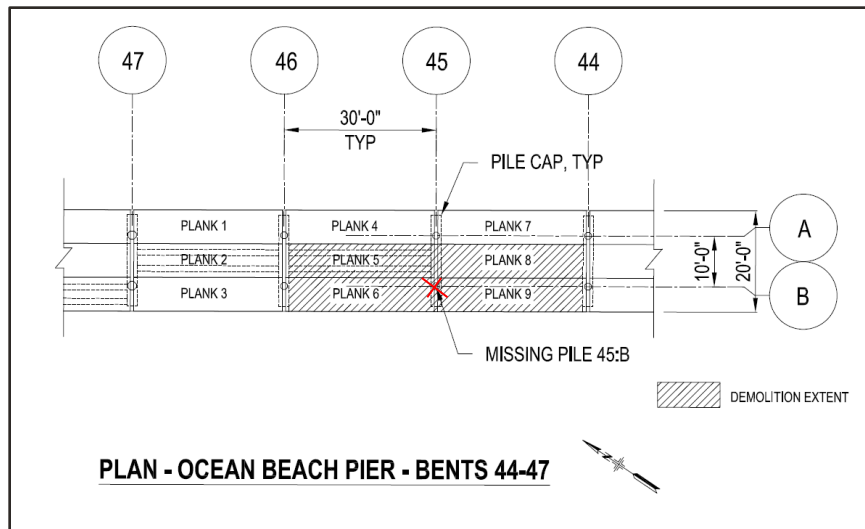 47
46
45
44
30'-0"
TYP
PILE CAP, TYP
PLANK 1
PLANK 4
PLANK 7
A
PLANK 2
PLANK 5
PLANK 8
10'-0"
20'-0"
PLANK 3
PLANK 6
PLANK 9
B
MISSING PILE 45:B
DEMOLITION EXTENT
PLAN - OCEAN BEACH PIER - BENTS 44-47
N